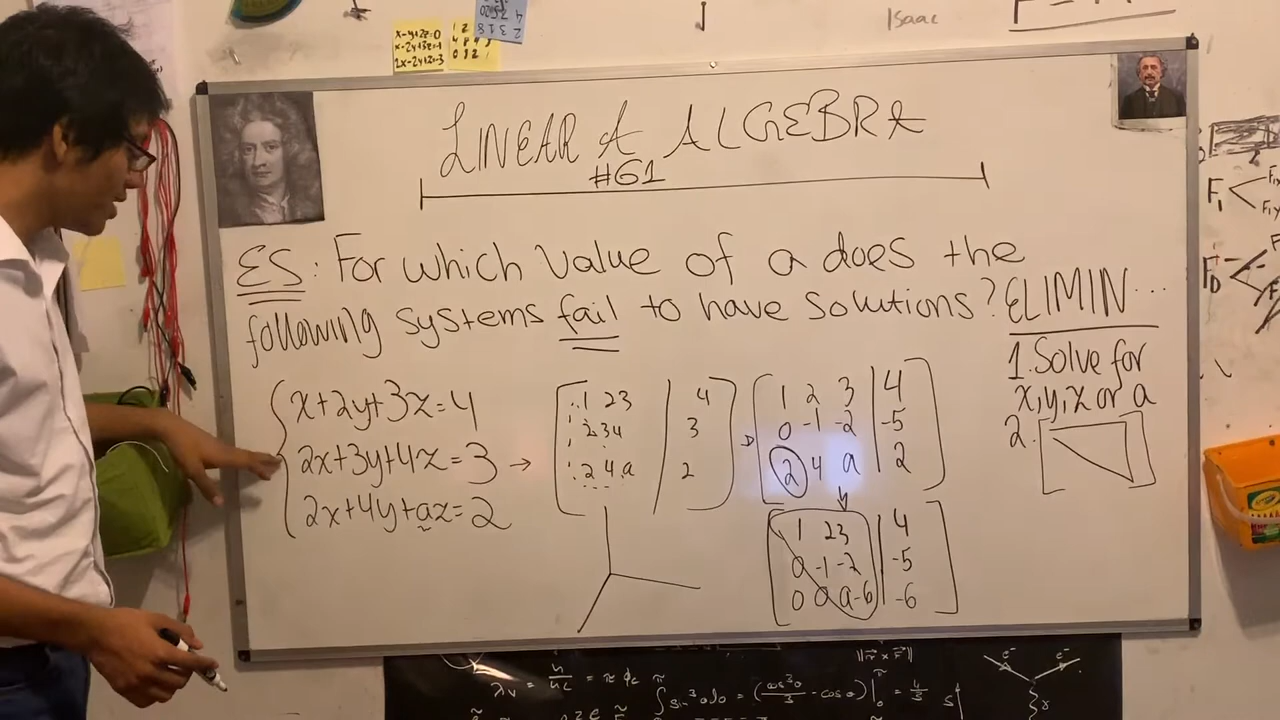 x-y+2z=0
Isaac
LINEAR A ALGEBRA
#61
ES: For which value of a does the
following systems fail to have solutions?
ELIMIN...
1. Solve for
x,y,z or a
2.
x+2y+3z=4
2x+3y+4z=3
2x+4y+az=2
1 2 3 | 4
2 3 4 | 3
2 4 a | 2
1 2 3 | 4
0 -1 -2 | -5
2 4 a | 2
1 2 3 | 4
0 -1 -2 | -5
0 0 a-6 | -6